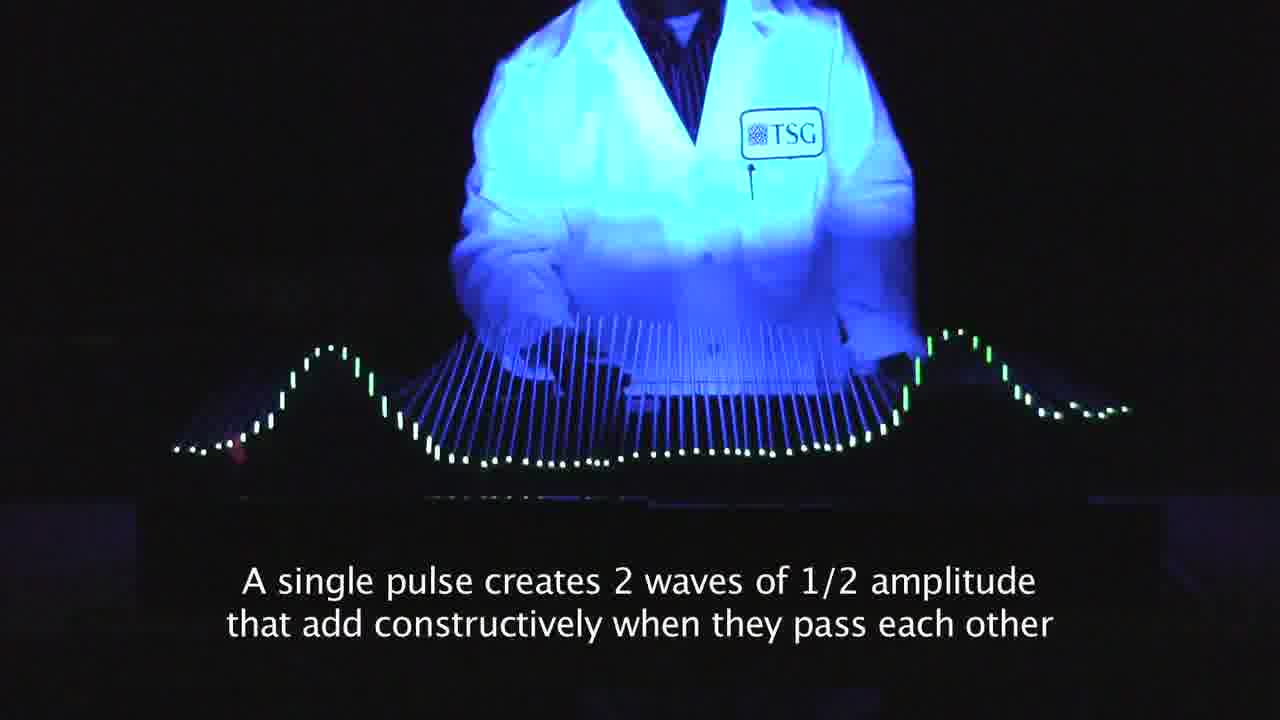 TSG
A single pulse creates 2 waves of 1/2 amplitude
that add constructively when they pass each other